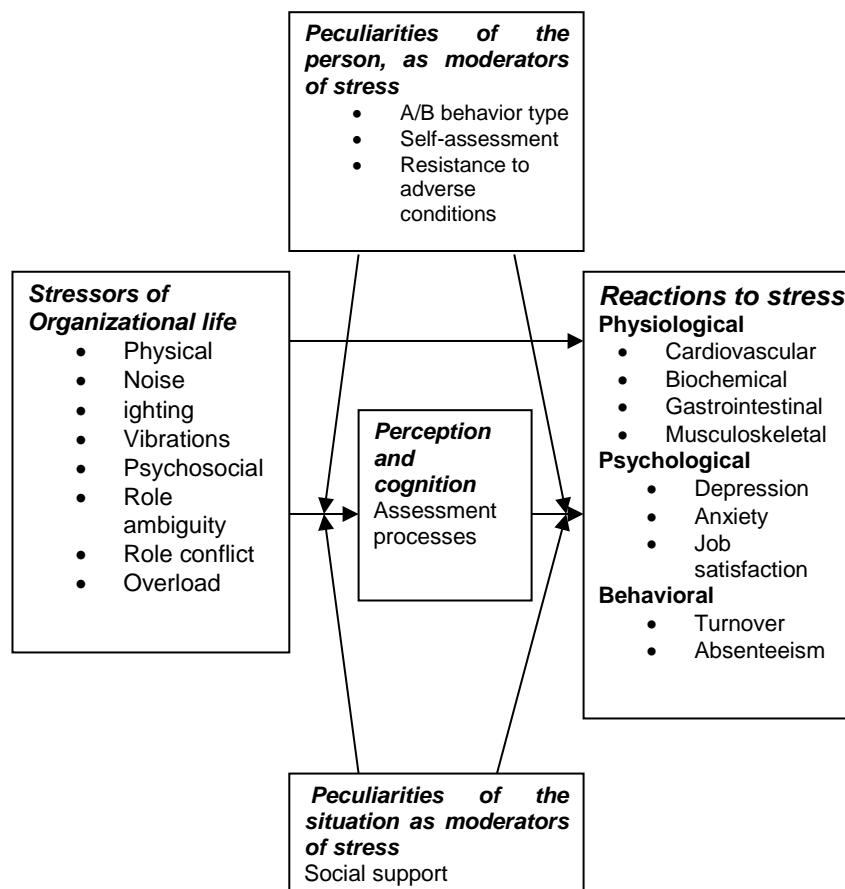 Peculiarities of the
person, as moderators
of stress
• A/B behavior type
• Self-assessment
• Resistance to
adverse
conditions
Stressors of
Organizational life
• Physical
• Noise
• ighting
• Vibrations
• Psychosocial
• Role
ambiguity
• Role conflict
• Overload
Perception
and
cognition
Assessment
processes
Reactions to stress
Physiological
• Cardiovascular
• Biochemical
• Gastrointestinal
• Musculoskeletal
Psychological
• Depression
• Anxiety
• Job
satisfaction
Behavioral
• Turnover
• Absenteeism
Peculiarities of the
situation as moderators
of stress
Social support